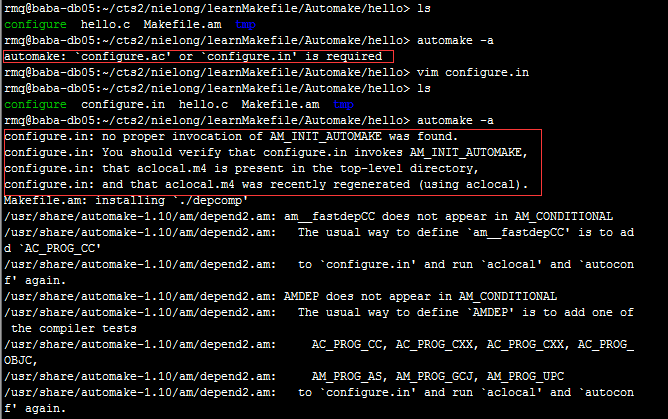 rmq@baba-db05:~/cts2/nielong/learnMakefile/Automake/hello> ls
configure  hello.c  Makefile.am  tmp
rmq@baba-db05:~/cts2/nielong/learnMakefile/Automake/hello> automake -a
automake: `configure.ac' or `configure.in' is required
rmq@baba-db05:~/cts2/nielong/learnMakefile/Automake/hello> vim configure.in
rmq@baba-db05:~/cts2/nielong/learnMakefile/Automake/hello> ls
configure  configure.in  hello.c  Makefile.am  tmp
rmq@baba-db05:~/cts2/nielong/learnMakefile/Automake/hello> automake -a
configure.in: no proper invocation of AM_INIT_AUTOMAKE was found.
configure.in: You should verify that configure.in invokes AM_INIT_AUTOMAKE,
configure.in: that aclocal.m4 is present in the top-level directory,
configure.in: and that aclocal.m4 was recently regenerated (using aclocal).
Makefile.am: installing `./depcomp'
/usr/share/automake-1.10/am/depend2.am: am__fastdepCC does not appear in AM_CONDITIONAL
/usr/share/automake-1.10/am/depend2.am:   The usual way to define `am__fastdepCC' is to ad
d `AC_PROG_CC'
/usr/share/automake-1.10/am/depend2.am:   to `configure.in' and run `aclocal' and `autocon
f' again.
/usr/share/automake-1.10/am/depend2.am: AMDEP does not appear in AM_CONDITIONAL
/usr/share/automake-1.10/am/depend2.am:   The usual way to define `AMDEP' is to add one of
 the compiler tests
/usr/share/automake-1.10/am/depend2.am:     AC_PROG_CC, AC_PROG_CXX, AC_PROG_CXX, AC_PROG_
OBJC,
/usr/share/automake-1.10/am/depend2.am:     AM_PROG_AS, AM_PROG_GCJ, AM_PROG_UPC
/usr/share/automake-1.10/am/depend2.am:   to `configure.in' and run `aclocal' and `autocon
f' again.